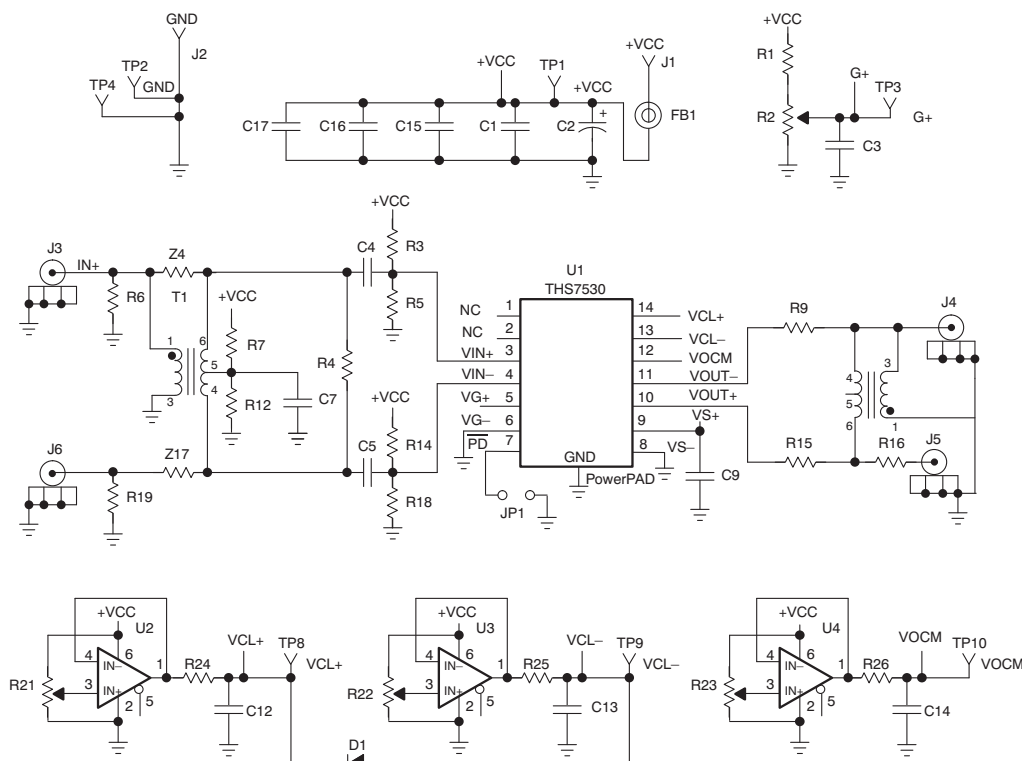 GND
J2
TP2
GND
TP4
+VCC
TP1
+VCC
+VCC
J1
+
C17
C16
C15
C1
C2
FB1
+VCC
R1
G+
TP3
R2
G+
C3
J3
IN+
Z4
R6
T1
+VCC
1
6
R7
5
3
4
R12
C7
R4
C4
+VCC
R3
R5
+VCC
C5
R14
R18
J6
Z17
R19
U1
THS7530
NC
1
NC
2
VIN+
3
VIN−
4
VG+
5
VG−
6
PD
7
14
VCL+
13
VCL−
12
VOCM
11
VOUT−
10
VOUT+
9
VS+
8
VS−
GND
PowerPAD
JP1
C9
R9
J4
4
3
5
6
1
R15
R16
J5
+VCC
U2
4
IN−
6
1
R24
VCL+
TP8
VCL+
R21
3
IN+
2
5
C12
+VCC
U3
4
IN−
6
1
R25
VCL−
TP9
VCL−
R22
3
IN+
2
5
C13
D1
+VCC
U4
4
IN−
6
1
R26
VOCM
TP10
VOCM
R23
3
IN+
2
5
C14